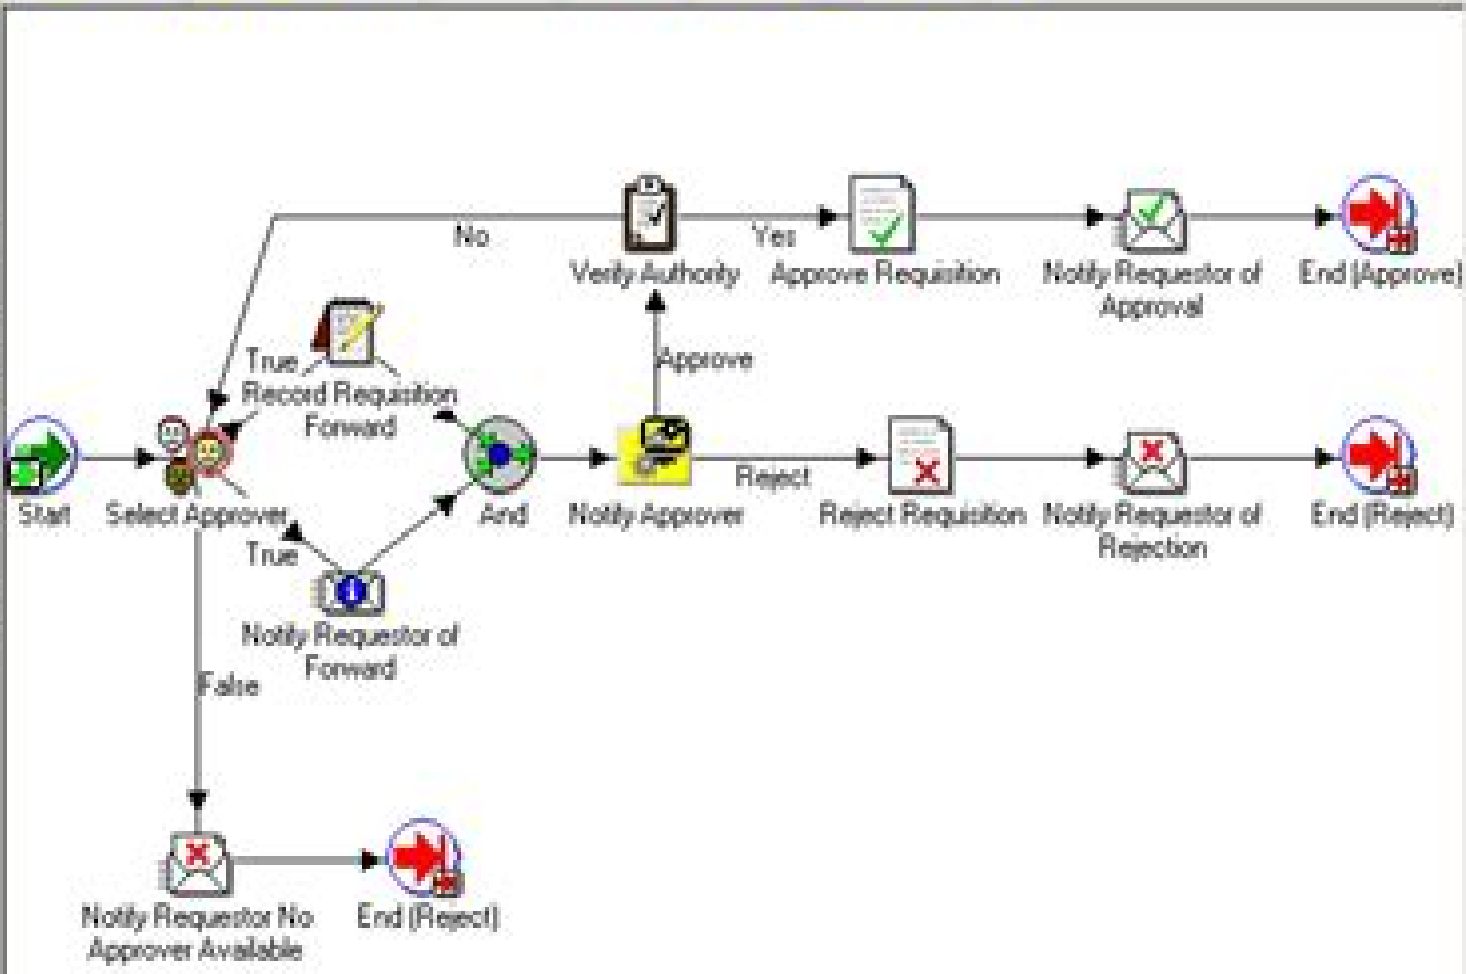 No
Yes
Verify Authority
Approve Requisition
Notify Requestor of
Approval
End (Approve)
True
Record Requisition
Forward
Approve
Start
Select Approver
And
Notify Approver
Reject
Reject Requisition
Notify Requestor of
Rejection
End (Reject)
True
Notify Requestor of
Forward
False
Notify Requestor No
Approver Available
End (Reject)